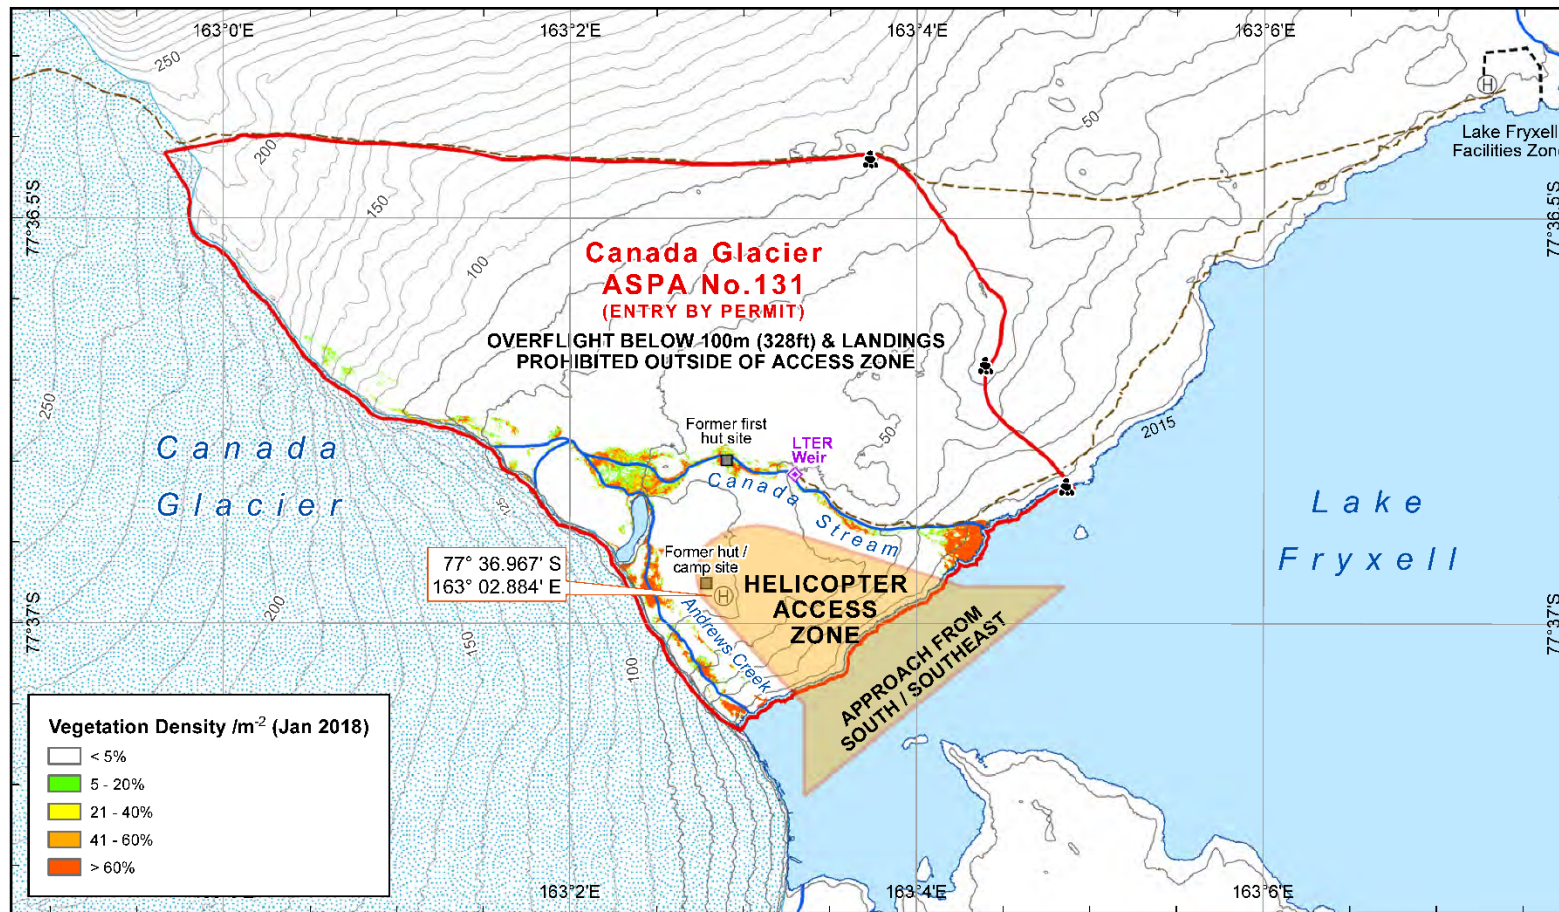 163°0'E
163°2'E
163°4'E
163°6'E
250
200
150
100
50
50
H
Lake Fryxell
Facilities Zone
77°36.5'S
77°36.5'S
Canada Glacier
ASPA No.131
(ENTRY BY PERMIT)
OVERFLIGHT BELOW 100m (328ft) & LANDINGS
PROHIBITED OUTSIDE OF ACCESS ZONE
250
Canada
Glacier
Former first
hut site
LTER
Weir
2015
Canada
Stream
Lake
Fryxell
125
77° 36.967' S
163° 02.884' E
Former hut /
camp site
H
HELICOPTER
ACCESS
ZONE
Andrews Creek
APPROACH FROM
SOUTH / SOUTHEAST
77°37'S
77°37'S
200
150
100
Vegetation Density /m-2 (Jan 2018)
< 5%
5 - 20%
21 - 40%
41 - 60%
> 60%
163°2'E
163°4'E
163°6'E